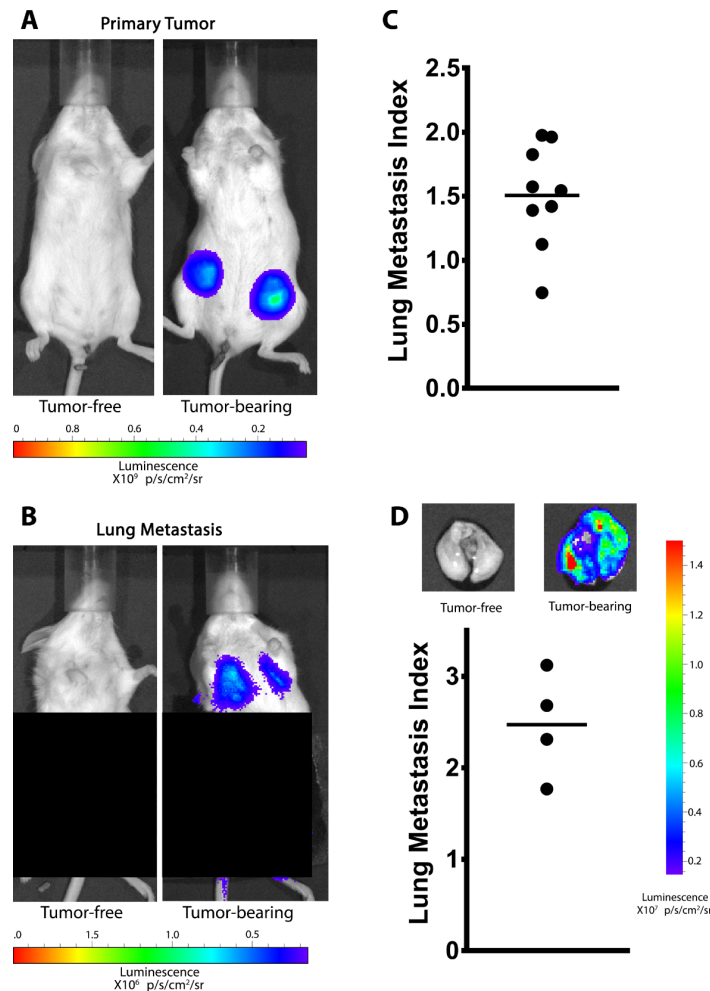 A
Primary Tumor
Tumor-free
Tumor-bearing
0 0.8 0.6 0.4 0.2
Luminescence
X10⁹ p/s/cm²/sr
B
Lung Metastasis
Tumor-free
Tumor-bearing
.0 1.5 1.0 0.5
Luminescence
X10⁶ p/s/cm²/sr
C
Lung Metastasis Index
2.5
2.0
1.5
1.0
0.5
0.0
D
Tumor-free
Tumor-bearing
Lung Metastasis Index
3
2
1
0
1.4
1.2
1.0
0.8
0.6
0.4
0.2
Luminescence
X10⁷ p/s/cm²/sr